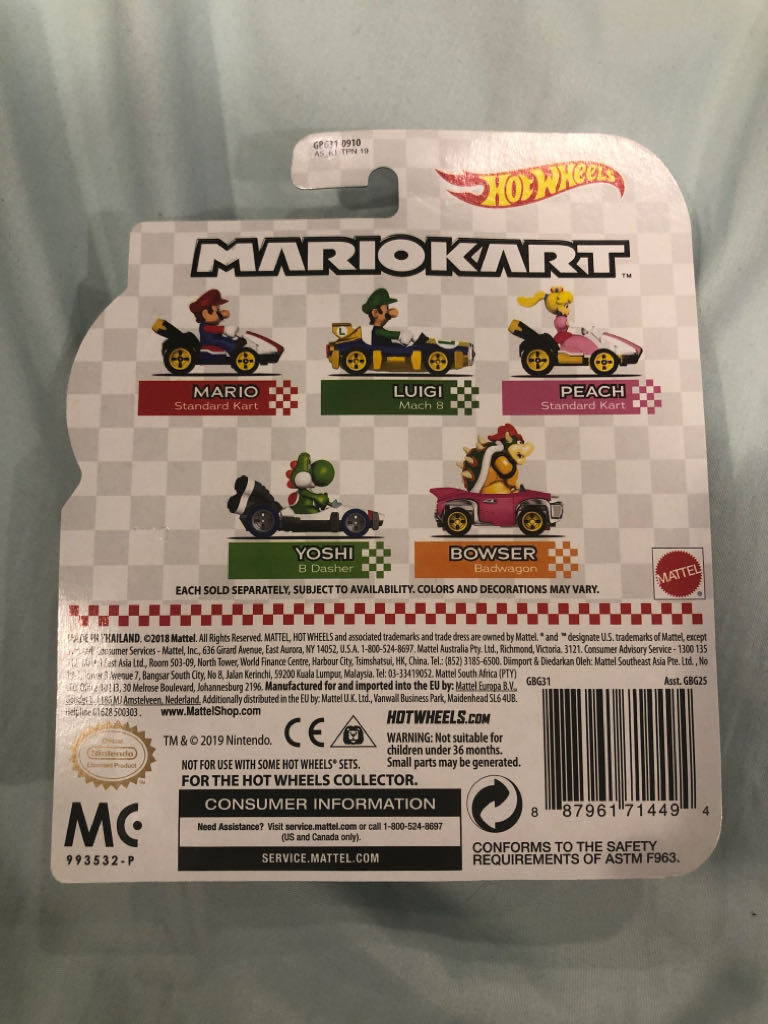 GPG31-0910
HOT WHEELS
MARIOKART™
MARIO
Standard Kart
LUIGI
Mach 8
PEACH
Standard Kart
L
YOSHI
B Dasher
BOWSER
Badwagon
MATTEL
EACH SOLD SEPARATELY, SUBJECT TO AVAILABILITY. COLORS AND DECORATIONS MAY VARY.
MADE IN THAILAND. ©2018 Mattel. All Rights Reserved. MATTEL, HOT WHEELS and associated trademarks and trade dress are owned by Mattel. ® and ™ designate U.S. trademarks of Mattel, except
Consumer Services - Mattel, Inc., 636 Girard Avenue, East Aurora, NY 14052, U.S.A. 1-800-524-8697. Mattel Australia Pty. Ltd., Richmond, Victoria. 3121. Consumer Advisory Service - 1300 135
East Asia Ltd., Room 503-09, North Tower, World Finance Centre, Harbour City, Tsimshatsui, HK, China. Tel.: (852) 3185-6500. Diimport & Diedarkan Oleh: Mattel Southeast Asia Pte. Ltd. , No
Avenue 7, Bangsar South City, No 8, Jalan Kerinchi, 59200 Kuala Lumpur, Malaysia. Tel: 03-33419052. Mattel South Africa (PTY)
30 Melrose Boulevard, Johannesburg 2196. Manufactured for and imported into the EU by: Mattel Europa B.V.,
Amstelveen, Nederland. Additionally distributed in the EU by: Mattel U.K. Ltd., Vanwall Business Park, Maidenhead SL6 4UB.
Helpline 01628 500303. www.MattelShop.com
HOTWHEELS.COM
GBG31
Asst. GBG25
Official
Nintendo
Licensed Product
TM & © 2019 Nintendo.
CE
WARNING: Not suitable for
children under 36 months.
Small parts may be generated.
NOT FOR USE WITH SOME HOT WHEELS® SETS.
FOR THE HOT WHEELS COLLECTOR.
CONSUMER INFORMATION
Need Assistance? Visit service.mattel.com or call 1-800-524-8697
(US and Canada only).
SERVICE.MATTEL.COM
8 87961 71449 4
MC
993532-P
CONFORMS TO THE SAFETY
REQUIREMENTS OF ASTM F963.